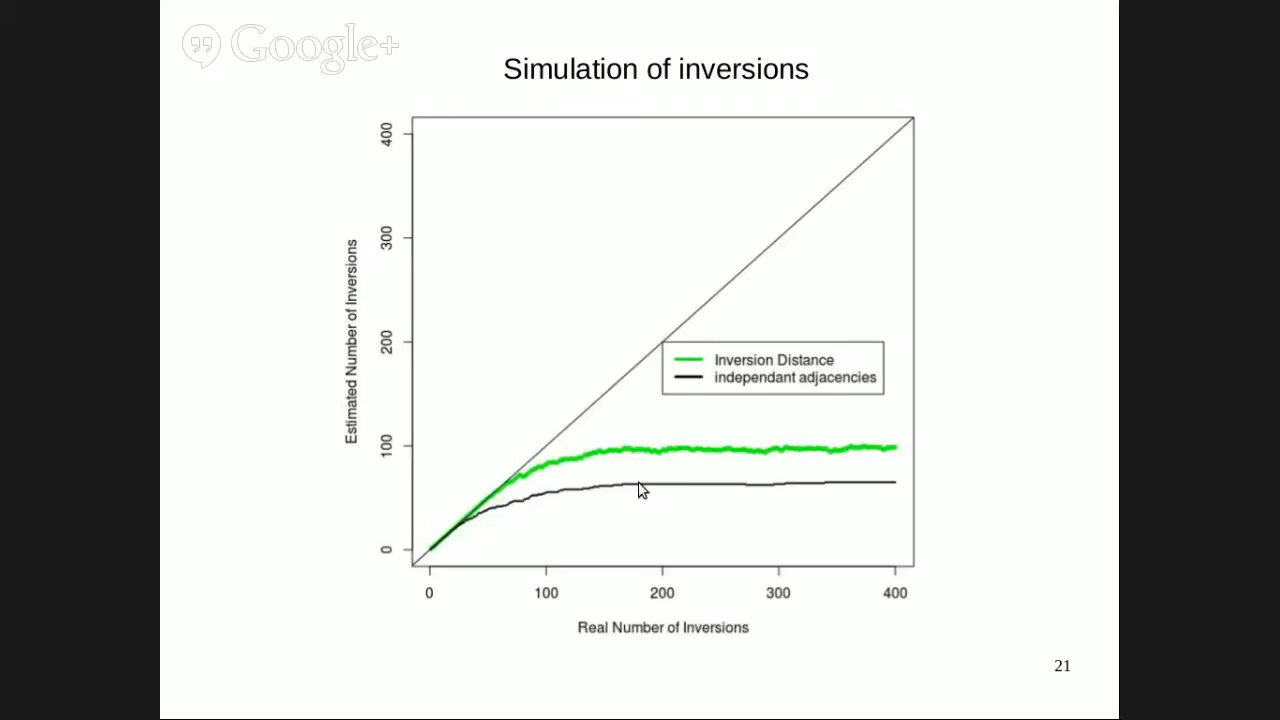 Google+
Simulation of inversions
400
300
200
100
0
Estimated Number of Inversions
Inversion Distance
independant adjacencies
0 100 200 300 400
Real Number of Inversions
21